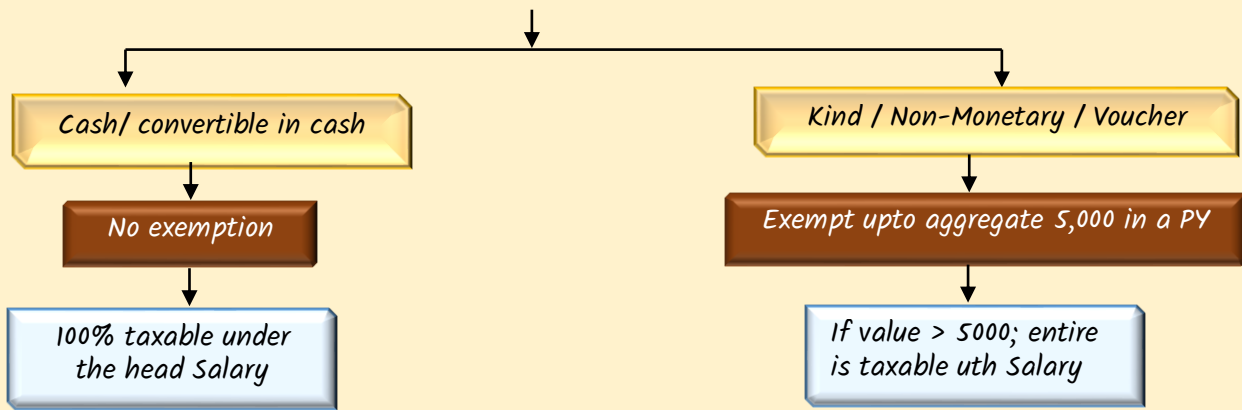 Cash/ convertible in cash
Kind / Non-Monetary / Voucher
No exemption
Exempt upto aggregate 5,000 in a PY
100% taxable under
the head Salary
If value > 5000; entire
is taxable uth Salary